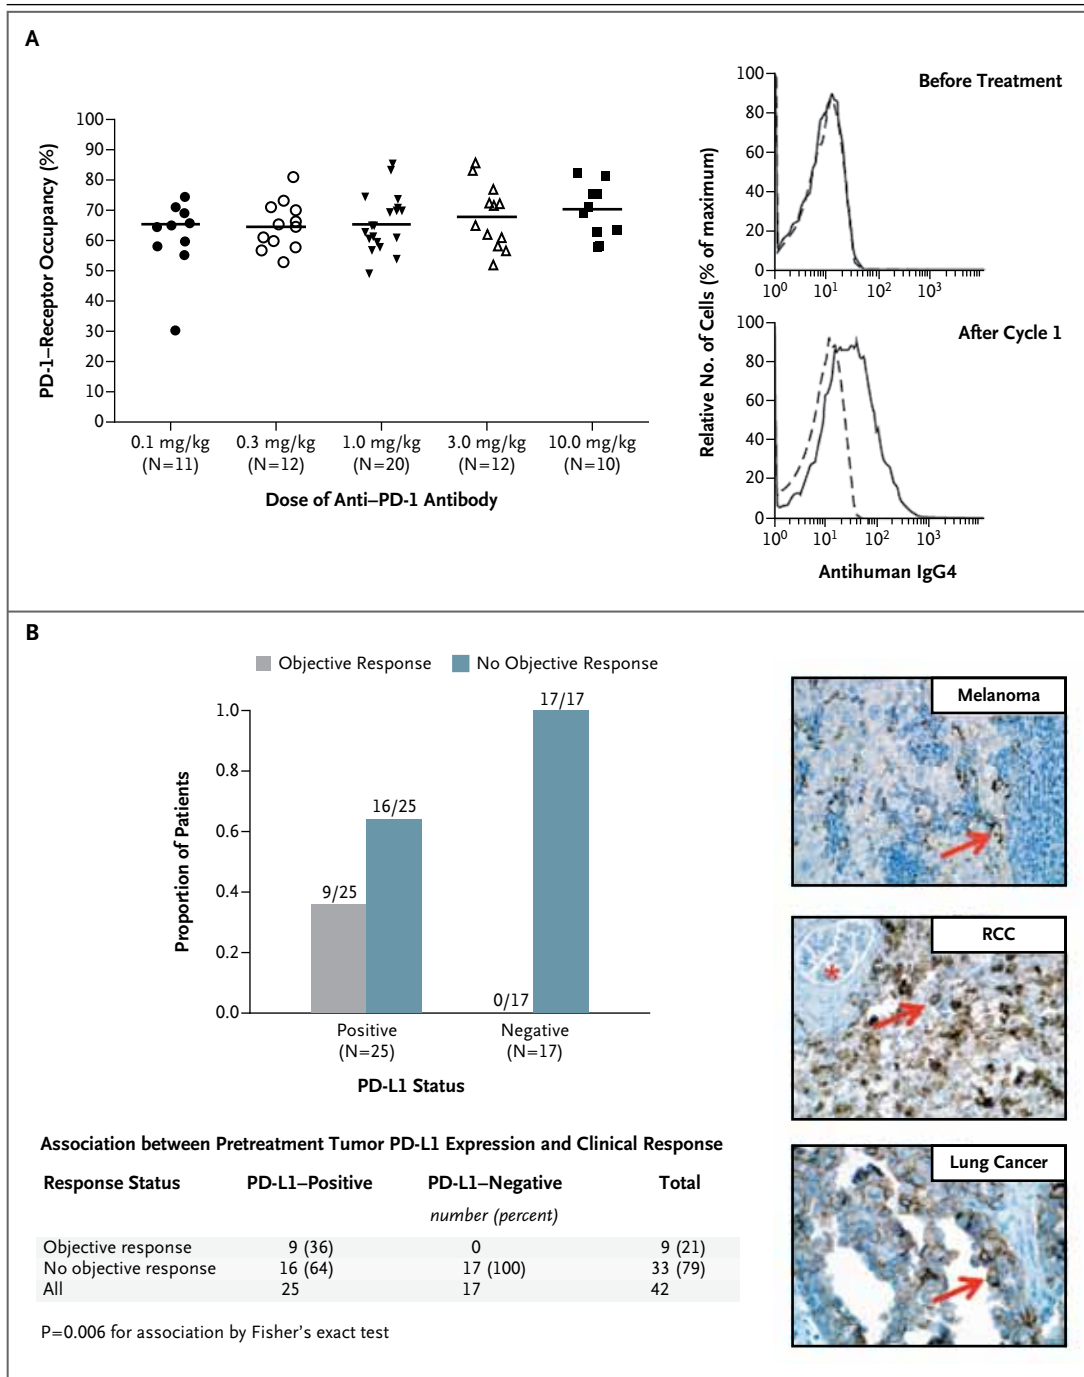 A
PD-1–Receptor Occupancy (%)
100
90
80
70
60
50
40
30
20
10
0
0.1 mg/kg
(N=11)
0.3 mg/kg
(N=12)
1.0 mg/kg
(N=20)
3.0 mg/kg
(N=12)
10.0 mg/kg
(N=10)
Dose of Anti–PD-1 Antibody
Relative No. of Cells (% of maximum)
Before Treatment
100
80
60
40
20
0
10⁰ 10¹ 10² 10³
After Cycle 1
100
80
60
40
20
0
10⁰ 10¹ 10² 10³
Antihuman IgG4
B
Objective Response No Objective Response
Proportion of Patients
1.0
0.8
0.6
0.4
0.2
0.0
9/25
16/25
0/17
17/17
Positive
(N=25)
Negative
(N=17)
PD-L1 Status
Melanoma
RCC
*
Lung Cancer
Association between Pretreatment Tumor PD-L1 Expression and Clinical Response
Response Status PD-L1–Positive PD-L1–Negative Total
number (percent)
Objective response 9 (36) 0 9 (21)
No objective response 16 (64) 17 (100) 33 (79)
All 25 17 42
P=0.006 for association by Fisher's exact test